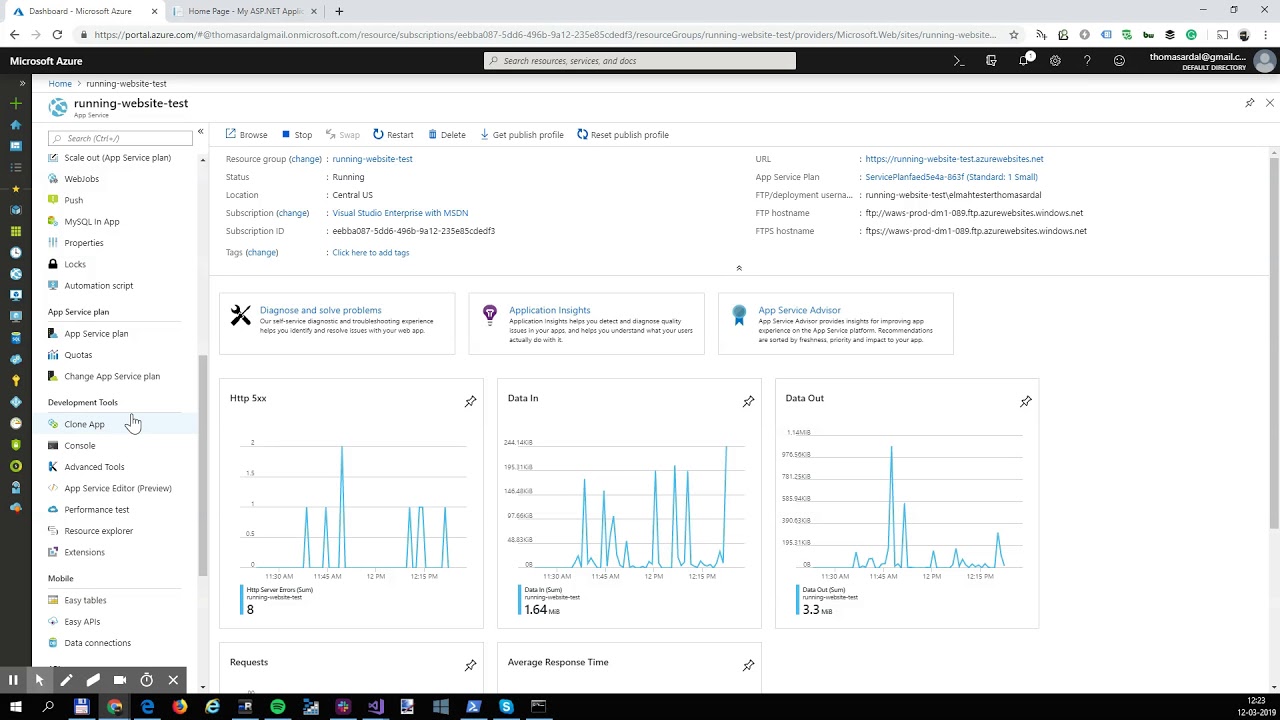 Dashboard - Microsoft Azure
Home Page - My ASP.NET Applic
https://portal.azure.com/#@thomasardalgmail.onmicrosoft.com/resource/subscriptions/eebba087-5dd6-496b-9a12-235e85cdedf3/resourceGroups/running-website-test/providers/Microsoft.Web/sites/running-website...
Microsoft Azure
Search resources, services, and docs
1
thomasardal@gmail.c...
DEFAULT DIRECTORY
Home > running-website-test
running-website-test
App Service
Search (Ctrl+/)
Scale out (App Service plan)
WebJobs
Push
MySQL In App
Properties
Locks
Automation script
App Service plan
App Service plan
Quotas
Change App Service plan
Development Tools
Clone App
Console
Advanced Tools
App Service Editor (Preview)
Performance test
Resource explorer
Extensions
Mobile
Easy tables
Easy APIs
Data connections
Browse Stop Swap Restart Delete Get publish profile Reset publish profile
Resource group (change) : running-website-test
Status : Running
Location : Central US
Subscription (change) : Visual Studio Enterprise with MSDN
Subscription ID : eebba087-5dd6-496b-9a12-235e85cdedf3
Tags (change) : Click here to add tags
URL : https://running-website-test.azurewebsites.net
App Service Plan : ServicePlanfaed5e4a-863f (Standard: 1 Small)
FTP/deployment userna... : running-website-test\elmahtesterthomasardal
FTP hostname : ftp://waws-prod-dm1-089.ftp.azurewebsites.windows.net
FTPS hostname : ftps://waws-prod-dm1-089.ftp.azurewebsites.windows.net
Diagnose and solve problems
Our self-service diagnostic and troubleshooting experience
helps you identify and resolve issues with your web app.
Application Insights
Application Insights helps you detect and diagnose quality
issues in your apps, and helps you understand what your users
actually do with it.
App Service Advisor
App Service Advisor provides insights for improving app
experience on the App Service platform. Recommendations
are sorted by freshness, priority and impact to your app.
Http 5xx
2
1.5
1
0.5
0
11:30 AM 11:45 AM 12 PM 12:15 PM
Http Server Errors (Sum)
running-website-test
8
Data In
244.14KiB
195.31KiB
146.48KiB
97.66KiB
48.83KiB
0B
11:30 AM 11:45 AM 12 PM 12:15 PM
Data In (Sum)
running-website-test
1.64 MiB
Data Out
1.14MiB
976.56KiB
781.25KiB
585.94KiB
390.63KiB
195.31KiB
0B
11:30 AM 11:45 AM 12 PM 12:15 PM
Data Out (Sum)
running-website-test
3.3 MiB
Requests
Average Response Time
12:23
12-03-2019